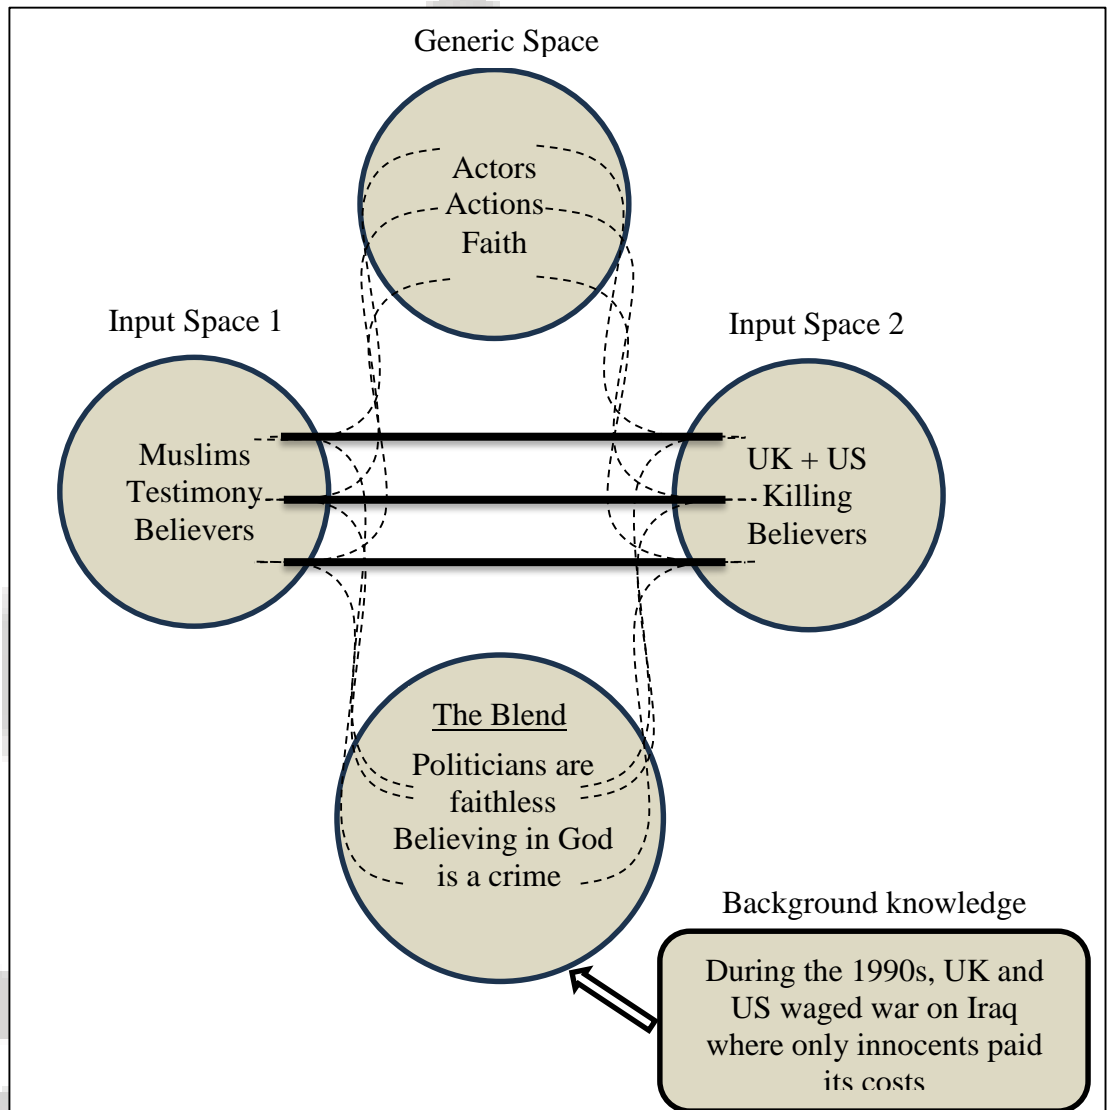 Generic Space
Actors
Actions
Faith
Input Space 1
Input Space 2
Muslims
Testimony
Believers
UK + US
Killing
Believers
The Blend
Politicians are
faithless
Believing in God
is a crime
Background knowledge
During the 1990s, UK and
US waged war on Iraq
where only innocents paid
its costs